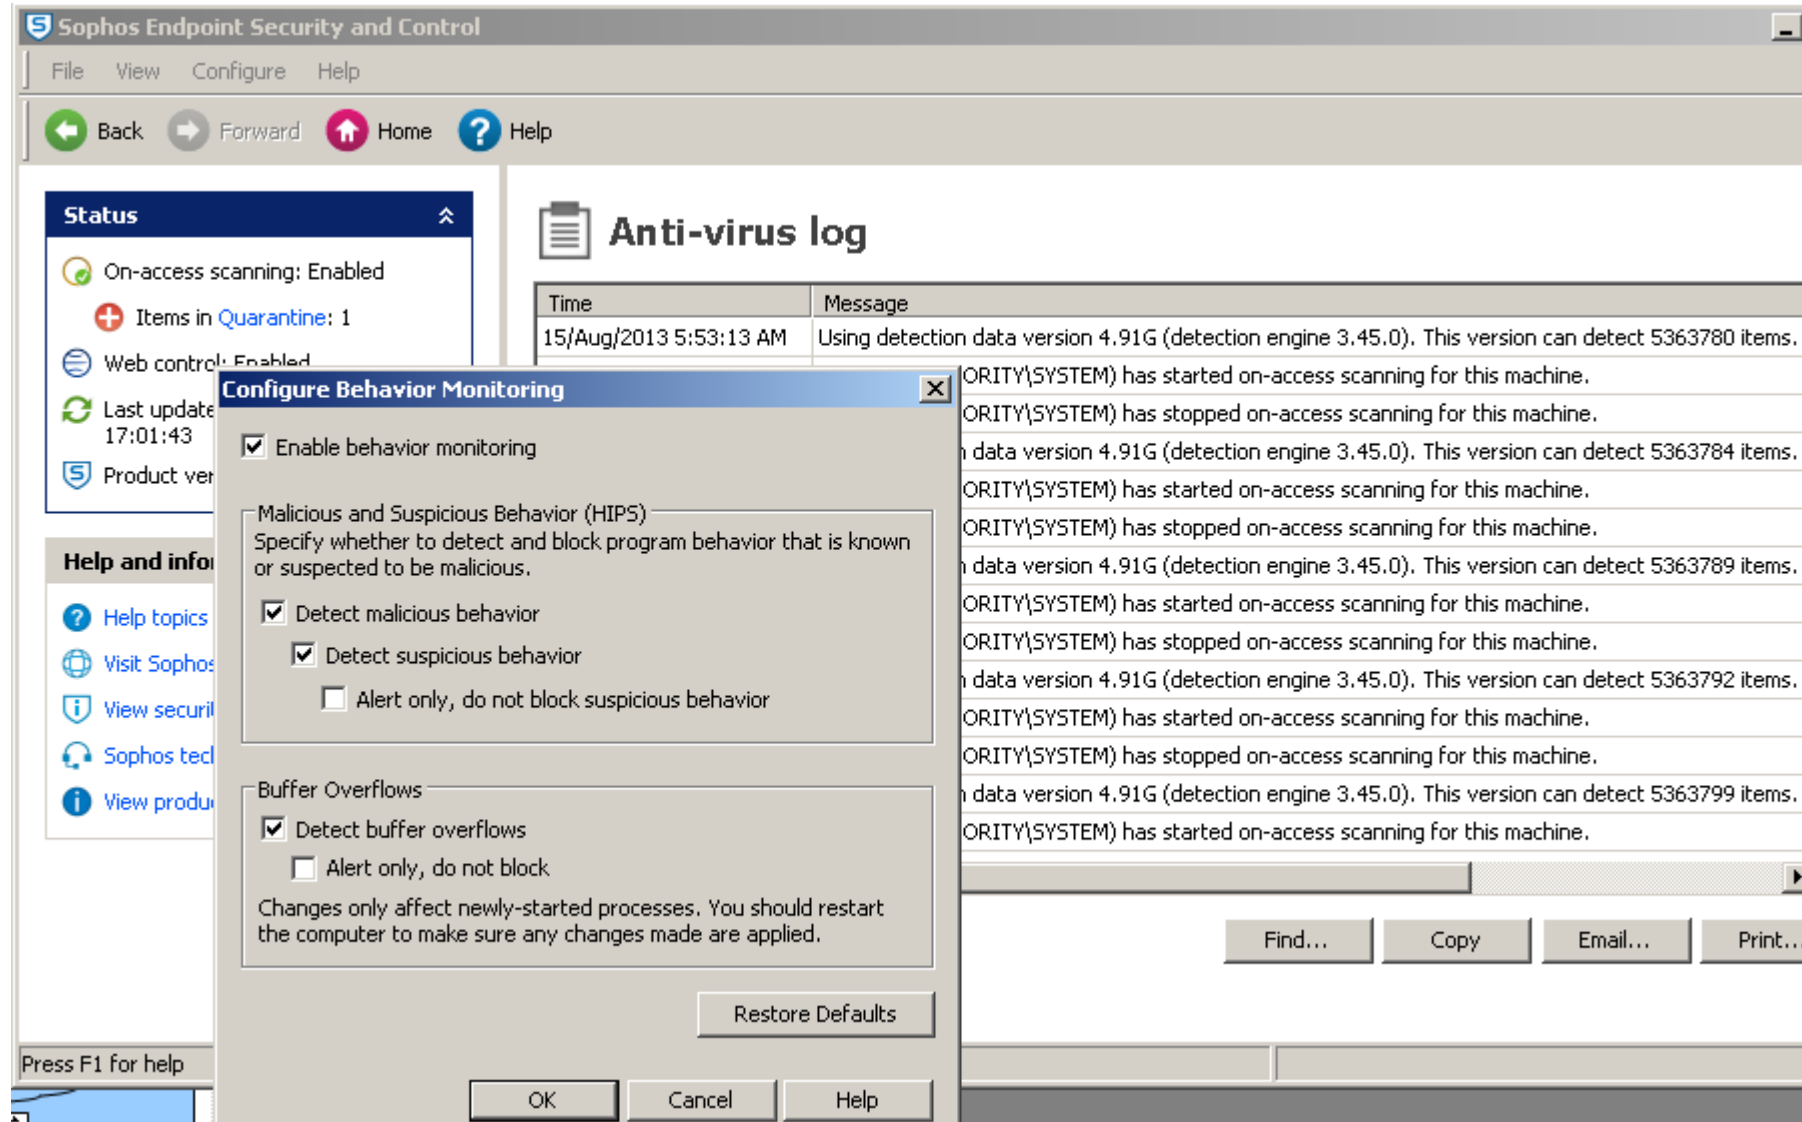 Sophos Endpoint Security and Control
File View Configure Help
Back Forward Home Help
Status
On-access scanning: Enabled
Items in Quarantine: 1
Web control: Enabled
Last update
17:01:43
Product ver
Help and info
Help topics
Visit Sophos
View securi
Sophos tec
View produ
Anti-virus log
Time Message
15/Aug/2013 5:53:13 AM Using detection data version 4.91G (detection engine 3.45.0). This version can detect 5363780 items.
ORITY\SYSTEM) has started on-access scanning for this machine.
ORITY\SYSTEM) has stopped on-access scanning for this machine.
data version 4.91G (detection engine 3.45.0). This version can detect 5363784 items.
ORITY\SYSTEM) has started on-access scanning for this machine.
ORITY\SYSTEM) has stopped on-access scanning for this machine.
data version 4.91G (detection engine 3.45.0). This version can detect 5363789 items.
ORITY\SYSTEM) has started on-access scanning for this machine.
ORITY\SYSTEM) has stopped on-access scanning for this machine.
data version 4.91G (detection engine 3.45.0). This version can detect 5363792 items.
ORITY\SYSTEM) has started on-access scanning for this machine.
ORITY\SYSTEM) has stopped on-access scanning for this machine.
data version 4.91G (detection engine 3.45.0). This version can detect 5363799 items.
ORITY\SYSTEM) has started on-access scanning for this machine.
Find... Copy Email... Print...
Configure Behavior Monitoring
Enable behavior monitoring
Malicious and Suspicious Behavior (HIPS)
Specify whether to detect and block program behavior that is known
or suspected to be malicious.
Detect malicious behavior
Detect suspicious behavior
Alert only, do not block suspicious behavior
Buffer Overflows
Detect buffer overflows
Alert only, do not block
Changes only affect newly-started processes. You should restart
the computer to make sure any changes made are applied.
Restore Defaults
OK Cancel Help
Press F1 for help